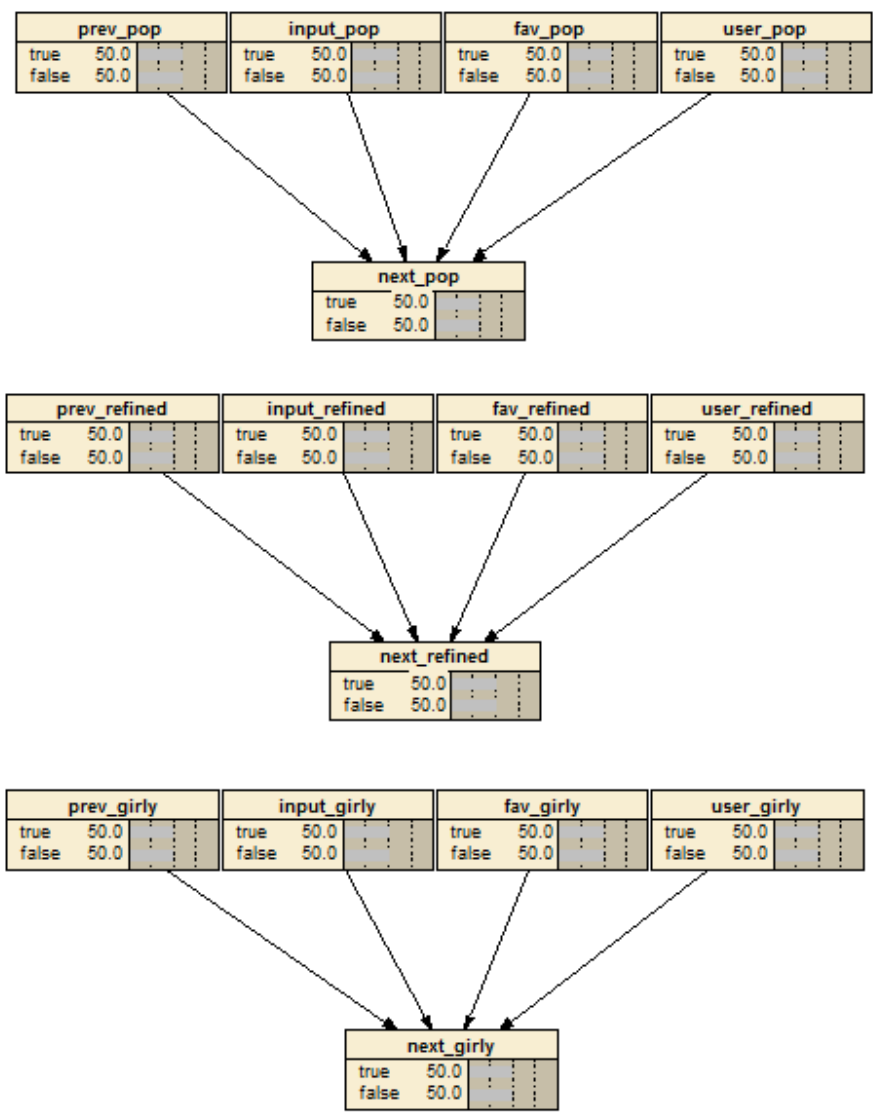 prev_pop input_pop fav_pop user_pop
true 50.0 true 50.0 true 50.0 true 50.0
false 50.0 false 50.0 false 50.0 false 50.0
next_pop
true 50.0
false 50.0
prev_refined input_refined fav_refined user_refined
true 50.0 true 50.0 true 50.0 true 50.0
false 50.0 false 50.0 false 50.0 false 50.0
next_refined
true 50.0
false 50.0
prev_girly input_girly fav_girly user_girly
true 50.0 true 50.0 true 50.0 true 50.0
false 50.0 false 50.0 false 50.0 false 50.0
next_girly
true 50.0
false 50.0